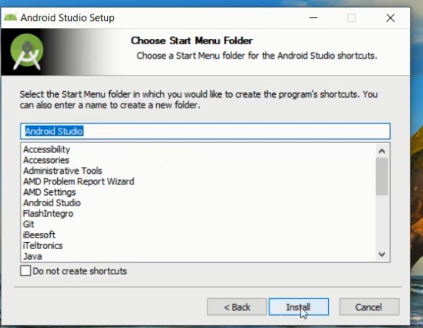 Android Studio Setup
Choose Start Menu Folder
Choose a Start Menu folder for the Android Studio shortcuts.
Select the Start Menu folder in which you would like to create the program's shortcuts. You
can also enter a name to create a new folder.
Android Studio
Accessibility
Accessories
Administrative Tools
AMD Problem Report Wizard
AMD Settings
Android Studio
FlashIntegro
Git
iBeesoft
iTeltronics
Java
Do not create shortcuts
< Back
Install
Cancel